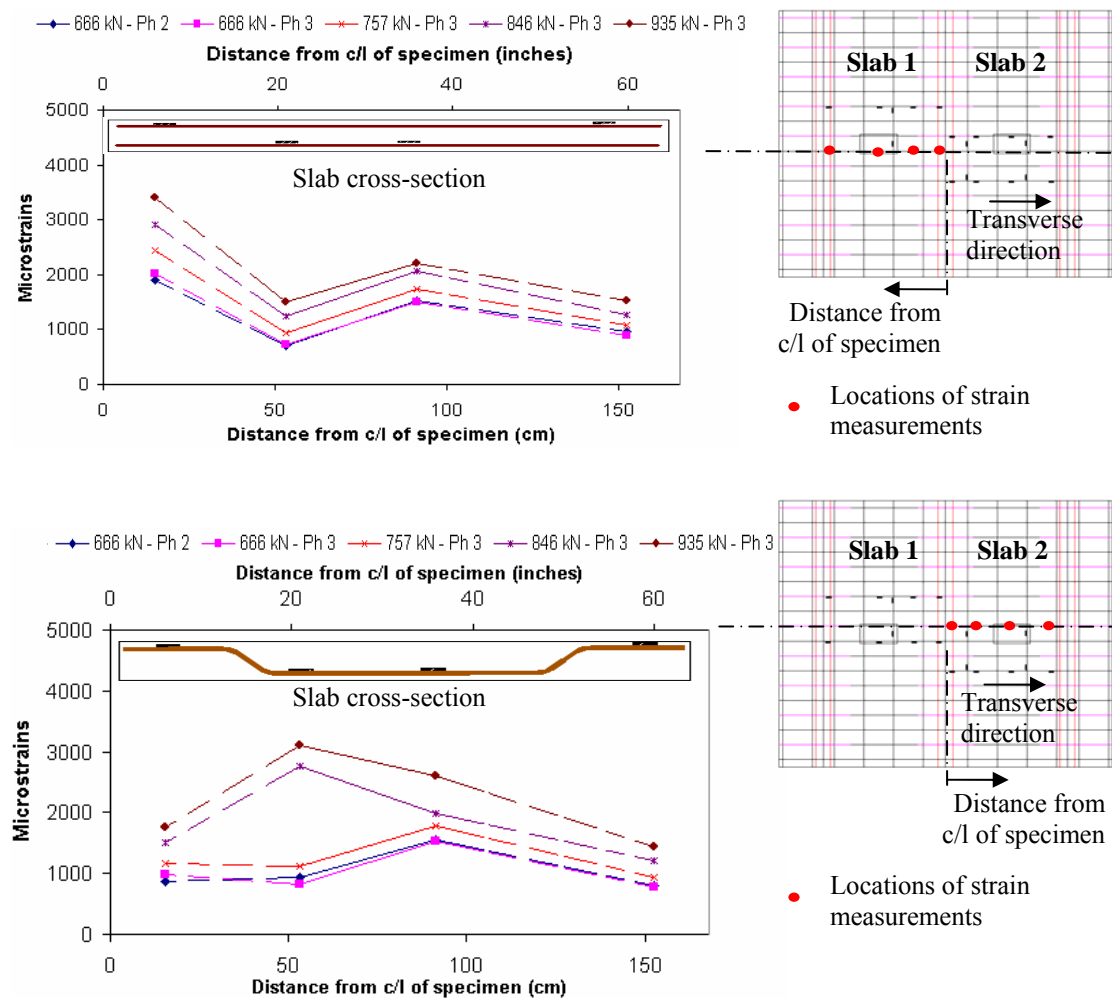 666 kN - Ph 2 666 kN - Ph 3 757 kN - Ph 3 846 kN - Ph 3 935 kN - Ph 3
Distance from c/l of specimen (inches)
0 20 40 60
5000
4000
3000
2000
1000
0
Microstrains
Slab cross-section
0 50 100 150
Distance from c/l of specimen (cm)
Slab 1 Slab 2
Transverse
direction
Distance from
c/l of specimen
Locations of strain
measurements
666 kN - Ph 2 666 kN - Ph 3 757 kN - Ph 3 846 kN - Ph 3 935 kN - Ph 3
Distance from c/l of specimen (inches)
0 20 40 60
5000
4000
3000
2000
1000
0
Microstrains
Slab cross-section
0 50 100 150
Distance from c/l of specimen (cm)
Slab 1 Slab 2
Transverse
direction
Distance from
c/l of specimen
Locations of strain
measurements